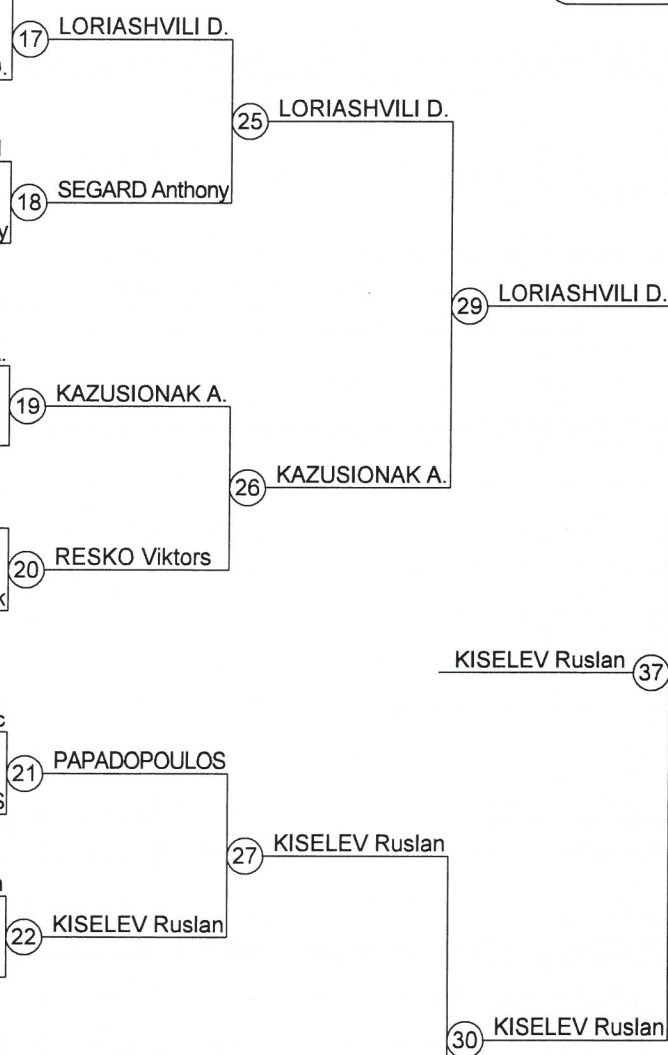 17 LORIASHVILI D.
25 LORIASHVILI D.
18 SEGARD Anthony
29 LORIASHVILI D.
19 KAZUSIONAK A.
26 KAZUSIONAK A.
20 RESKO Viktors
KISELEV Ruslan 37
21 PAPADOPOULOS
27 KISELEV Ruslan
22 KISELEV Ruslan
30 KISELEV Ruslan